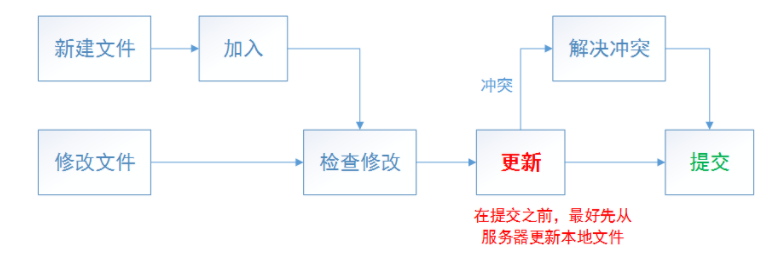 新建文件
加入
解决冲突
冲突
修改文件
检查修改
更新
提交
在提交之前，最好先从
服务器更新本地文件